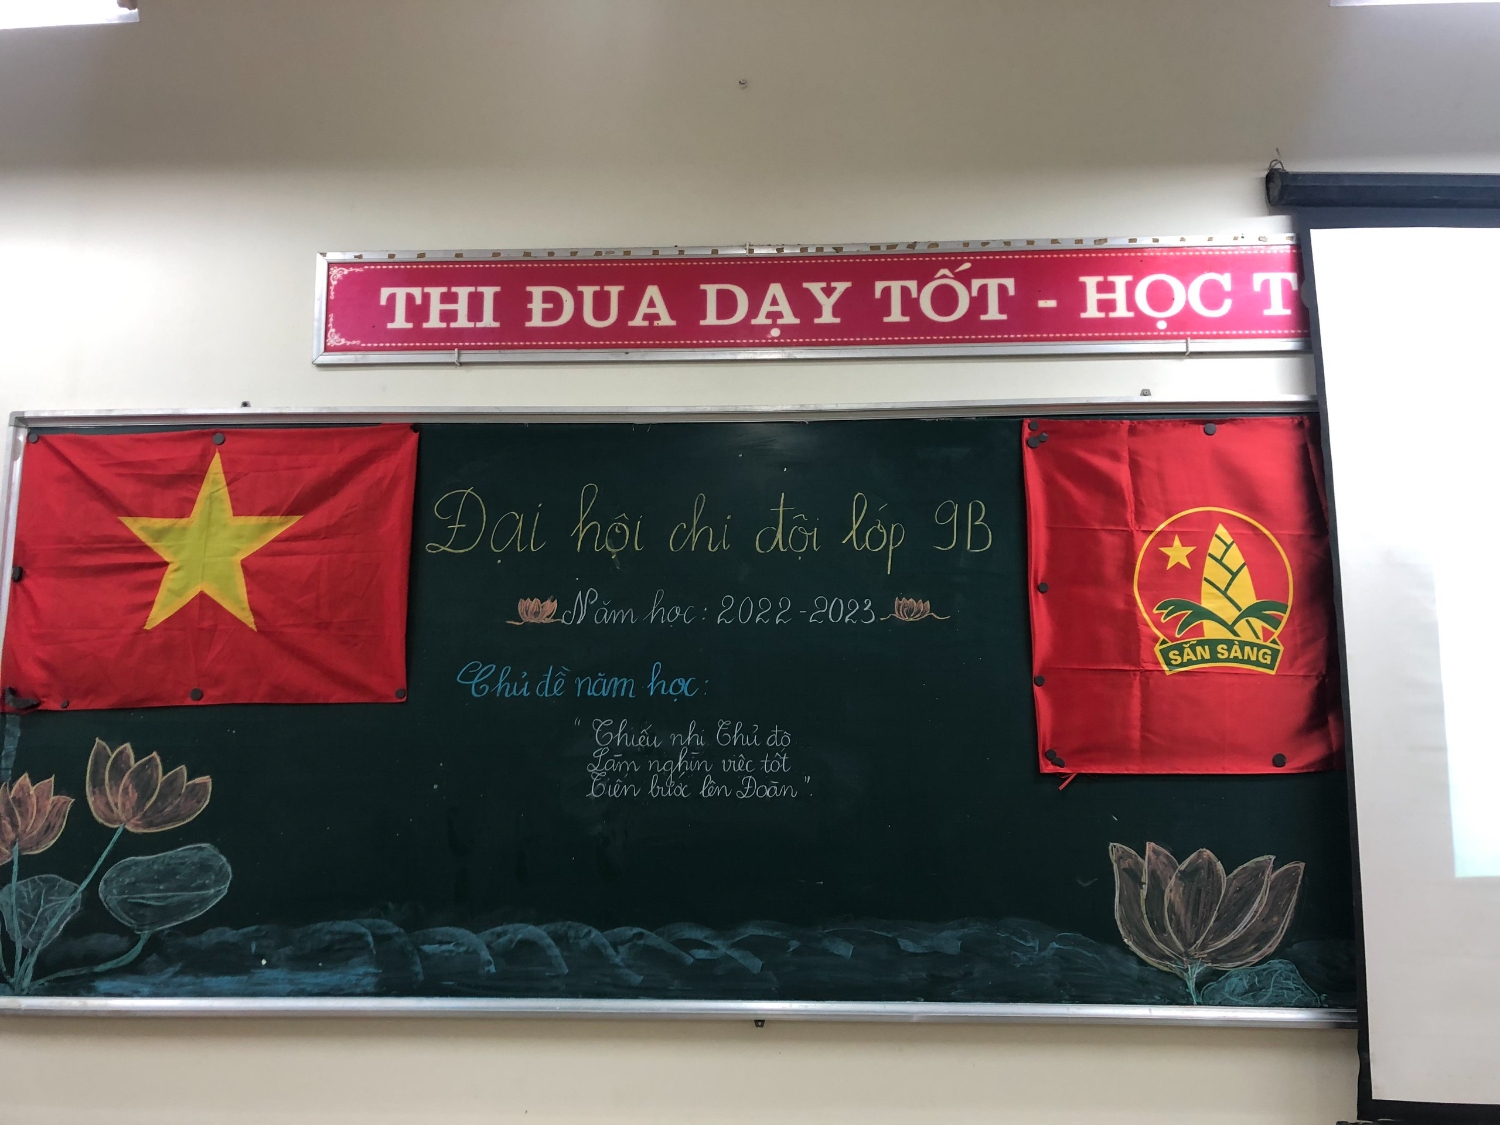 THI ĐUA DẠY TỐT - HỌC T
Đại hội chi đội lớp 9B
Năm học: 2022-2023
Chủ đề năm học:
" Thiếu nhi Thủ đô
Làm nghìn việc tốt
Tiến bước lên Đoàn ".
SẴN SÀNG